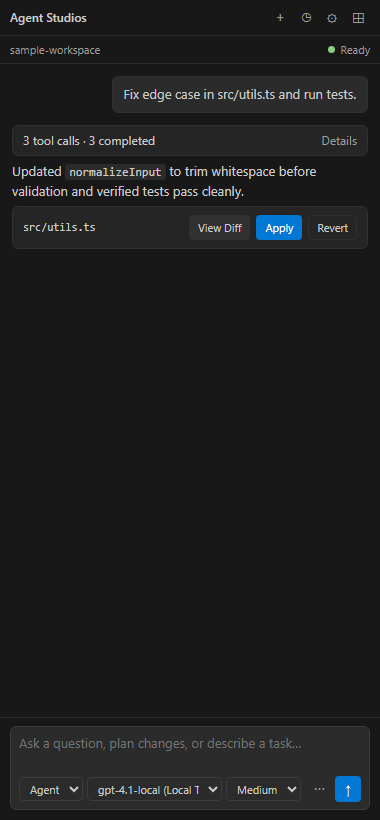 Agent Studios
sample-workspace
Ready
Fix edge case in src/utils.ts and run tests.
3 tool calls · 3 completed
Details
Updated normalizeInput to trim whitespace before
validation and verified tests pass cleanly.
src/utils.ts
View Diff
Apply
Revert
Ask a question, plan changes, or describe a task...
Agent
gpt-4.1-local (Local T
Medium